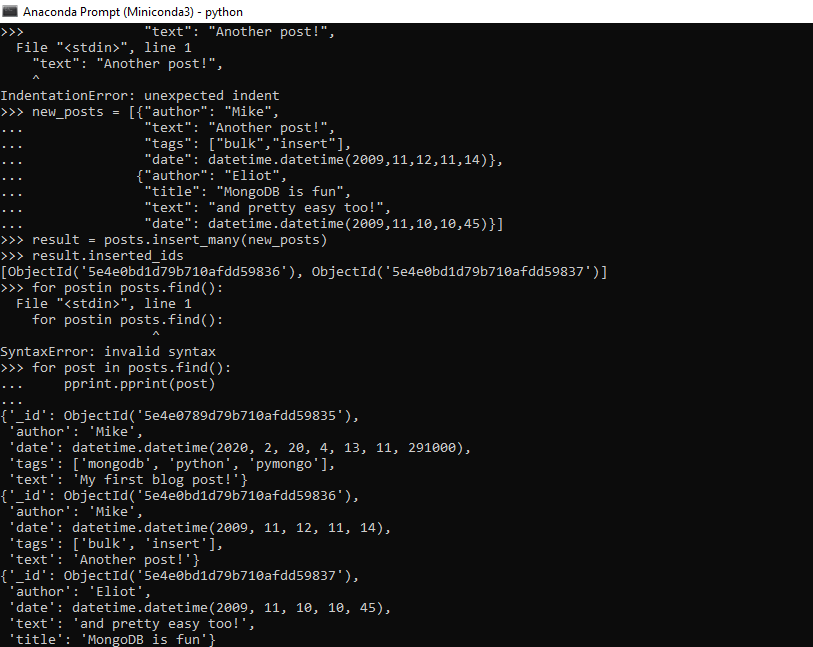 Anaconda Prompt (Miniconda3) - python
>>>               "text": "Another post!",
  File "<stdin>", line 1
    "text": "Another post!",
    ^
IndentationError: unexpected indent
>>> new_posts = [{"author": "Mike",
...               "text": "Another post!",
...               "tags": ["bulk","insert"],
...               "date": datetime.datetime(2009,11,12,11,14)},
...              {"author": "Eliot",
...               "title": "MongoDB is fun",
...               "text": "and pretty easy too!",
...               "date": datetime.datetime(2009,11,10,10,45)}]
>>> result = posts.insert_many(new_posts)
>>> result.inserted_ids
[ObjectId('5e4e0bd1d79b710afdd59836'), ObjectId('5e4e0bd1d79b710afdd59837')]
>>> for postin posts.find():
  File "<stdin>", line 1
    for postin posts.find():
                   ^
SyntaxError: invalid syntax
>>> for post in posts.find():
...     pprint.pprint(post)
...
{'_id': ObjectId('5e4e0789d79b710afdd59835'),
 'author': 'Mike',
 'date': datetime.datetime(2020, 2, 20, 4, 13, 11, 291000),
 'tags': ['mongodb', 'python', 'pymongo'],
 'text': 'My first blog post!'}
{'_id': ObjectId('5e4e0bd1d79b710afdd59836'),
 'author': 'Mike',
 'date': datetime.datetime(2009, 11, 12, 11, 14),
 'tags': ['bulk', 'insert'],
 'text': 'Another post!'}
{'_id': ObjectId('5e4e0bd1d79b710afdd59837'),
 'author': 'Eliot',
 'date': datetime.datetime(2009, 11, 10, 10, 45),
 'text': 'and pretty easy too!',
 'title': 'MongoDB is fun'}